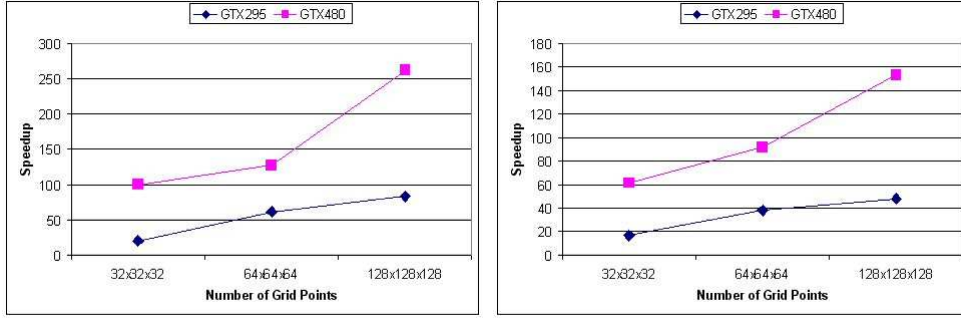 GTX295 GTX480
300
250
200
150
100
50
0
Speedup
32x32x32 64x64x64 128x128x128
Number of Grid Points
GTX295 GTX480
180
160
140
120
100
80
60
40
20
0
Speedup
32x32x32 64x64x64 128x128x128
Number of Grid Points